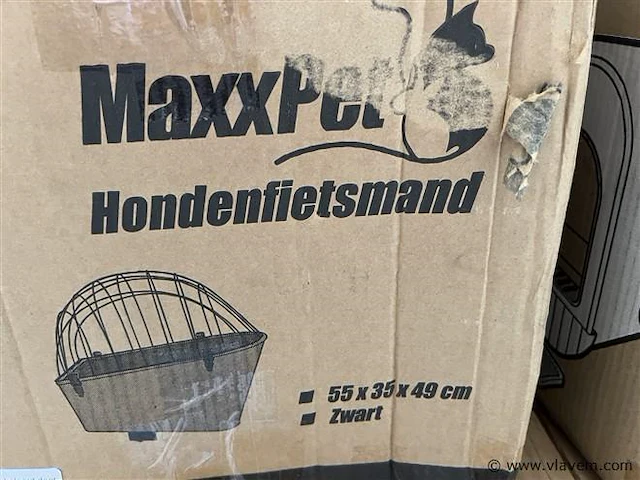 MaxxPet
Hondenfietsmand
55 x 35 x 49 cm
Zwart
© www.vlavem.com